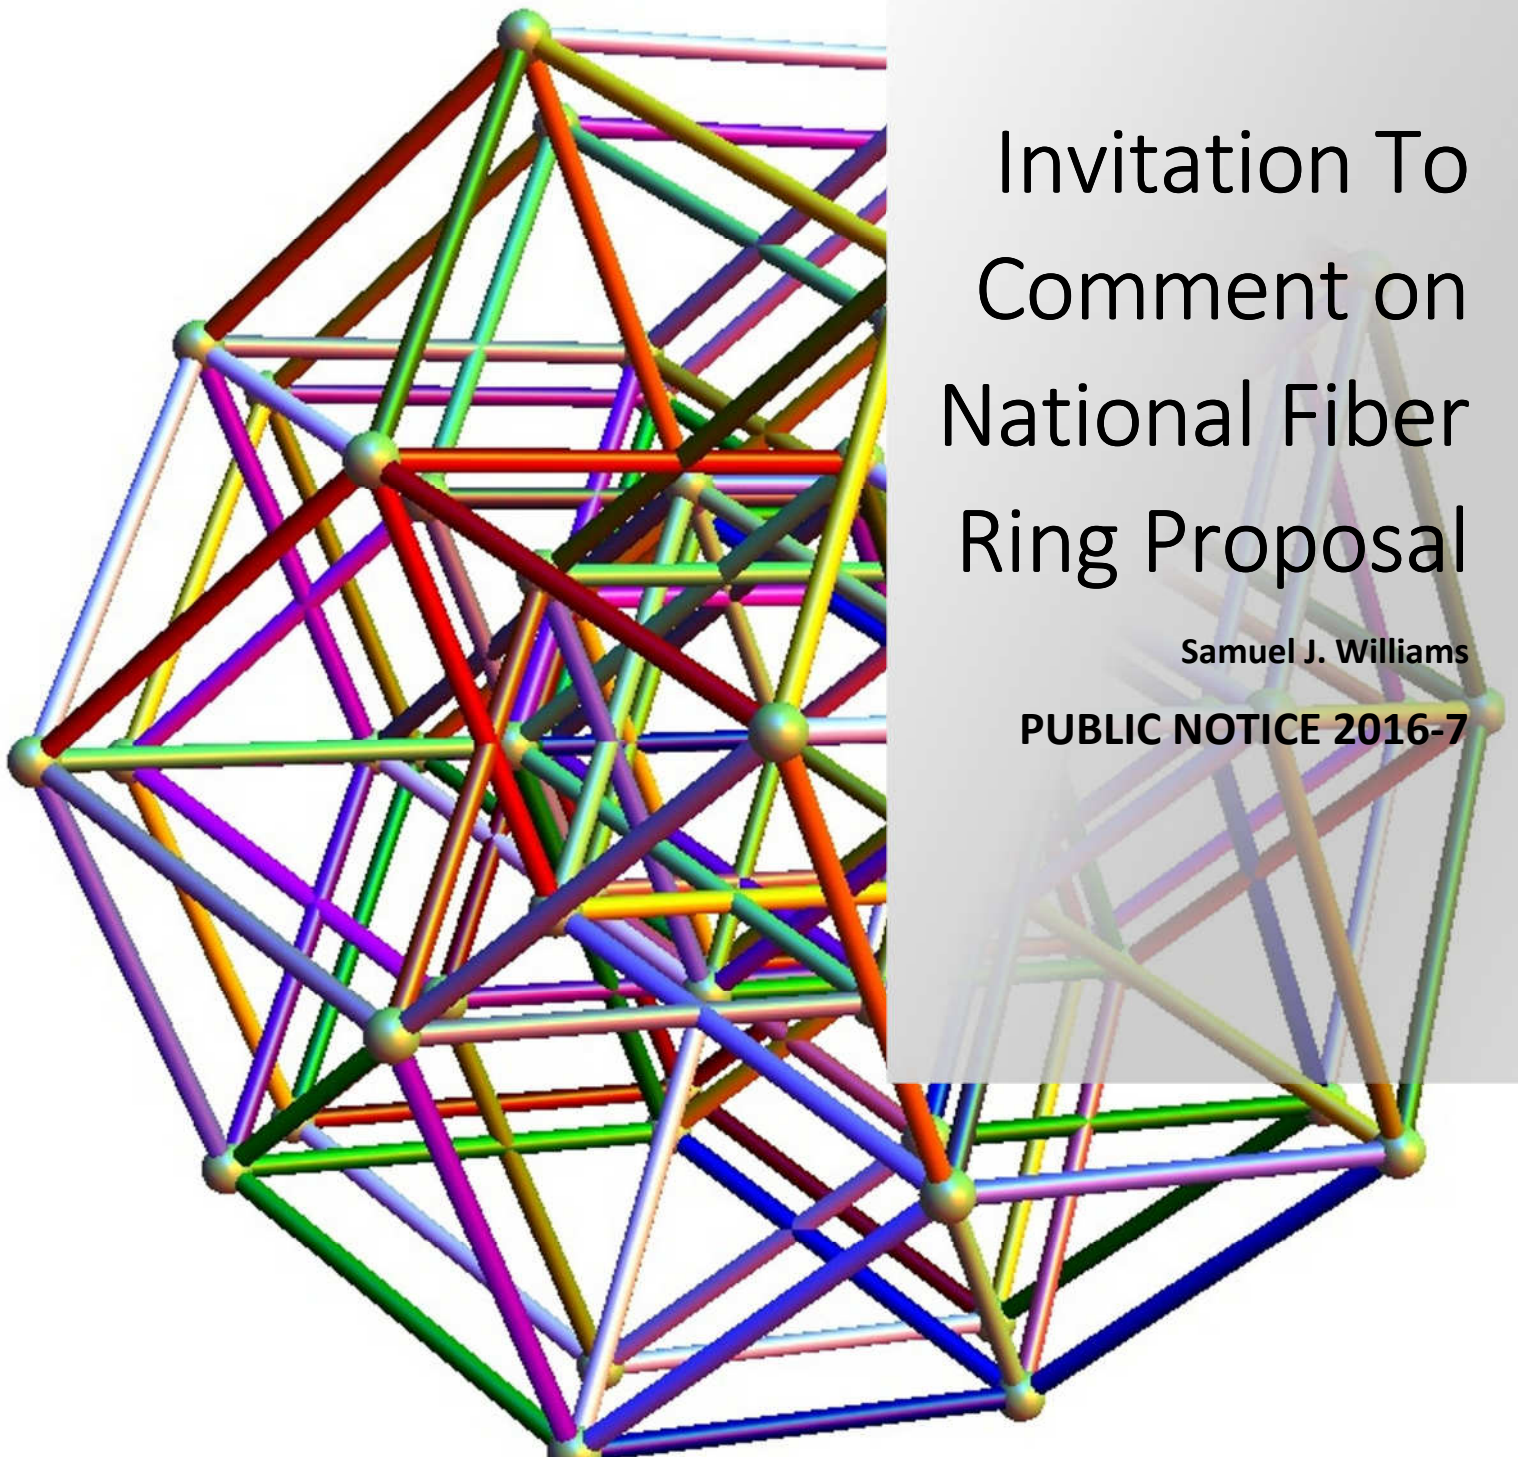 Invitation To
Comment on
National Fiber
Ring Proposal
Samuel J. Williams
PUBLIC NOTICE 2016-7